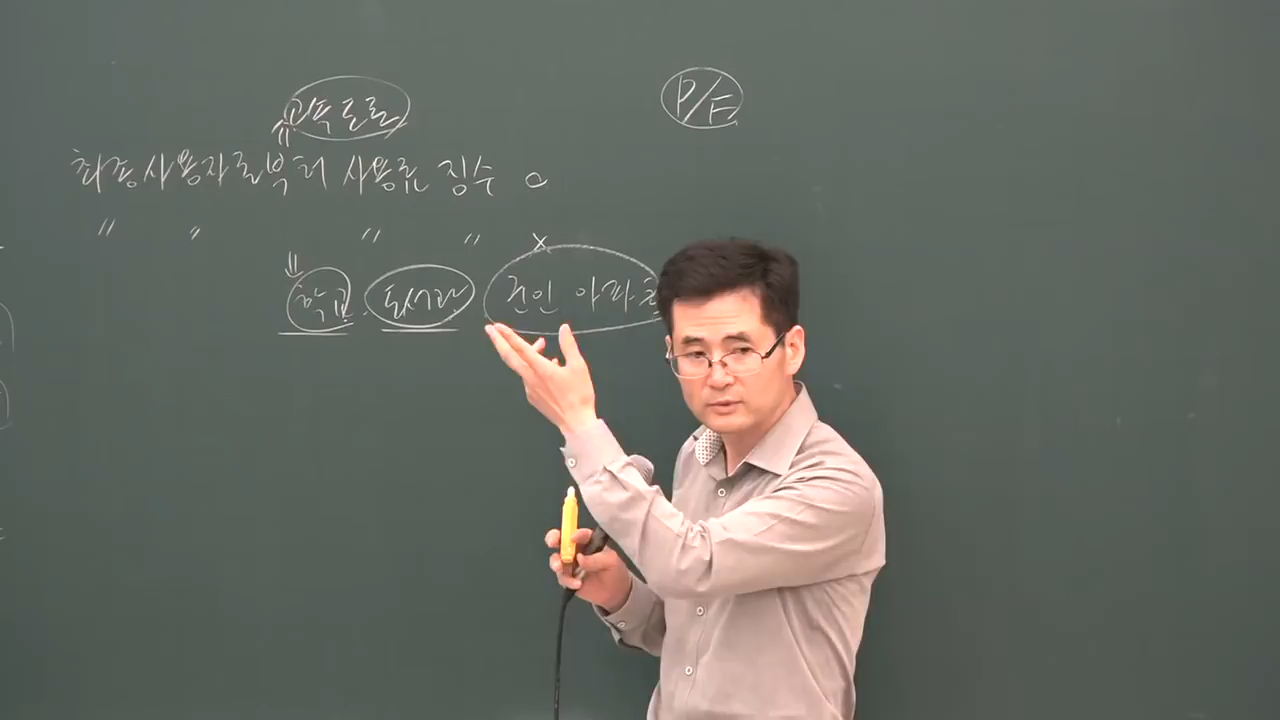 고속도로 P/F
최종사용자로부터 사용료 징수 O
" " " " X
학교. 도서관 군인 아파트